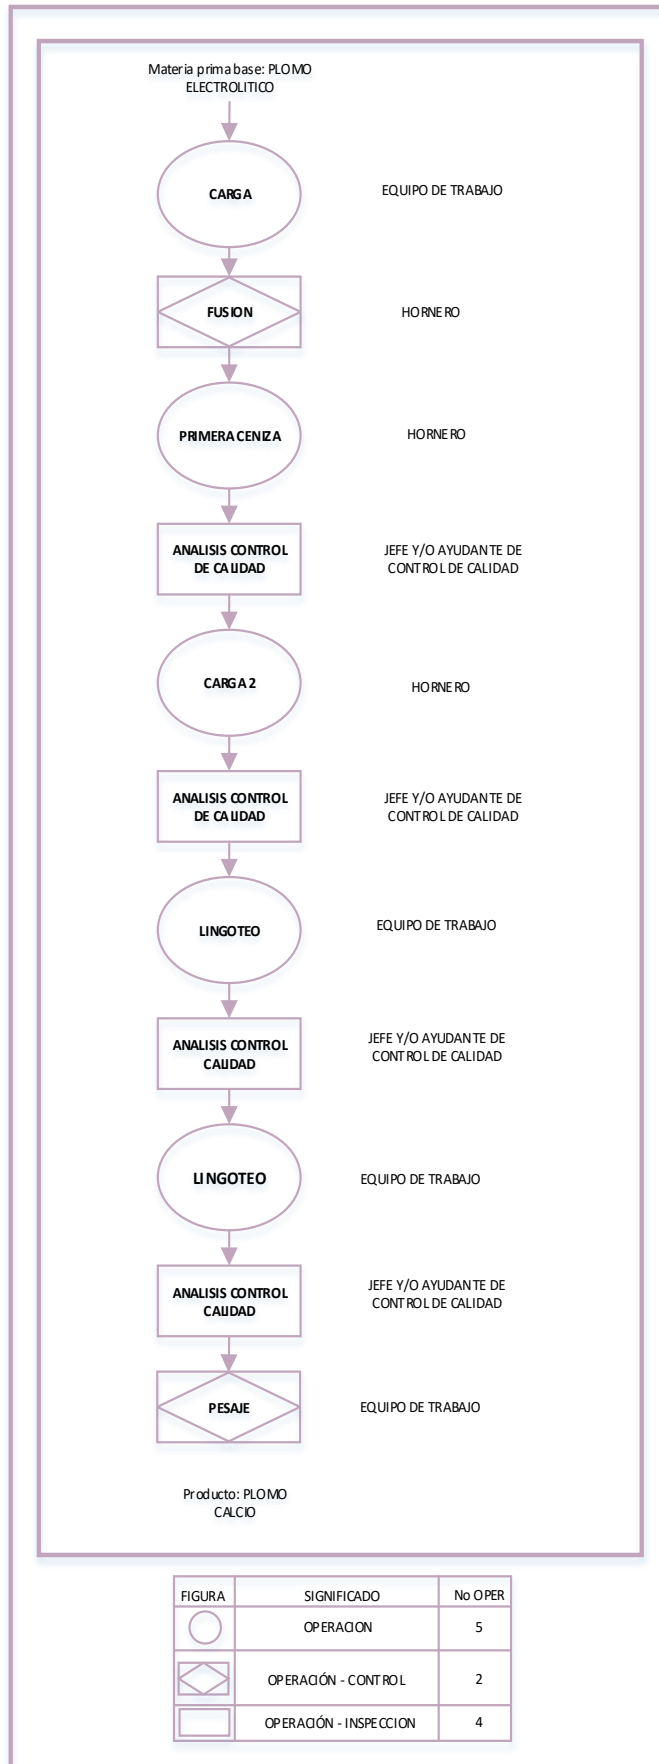 Materia prima base: PLOMO
ELECTROLITICO
CARGA
EQUIPO DE TRABAJO
FUSION
HORNERO
PRIMERA CENIZA
HORNERO
ANALISIS CONTROL
DE CALIDAD
JEFE Y/O AYUDANTE DE
CONTROL DE CALIDAD
CARGA 2
HORNERO
ANALISIS CONTROL
DE CALIDAD
JEFE Y/O AYUDANTE DE
CONTROL DE CALIDAD
LINGOTEO
EQUIPO DE TRABAJO
ANALISIS CONTROL
CALIDAD
JEFE Y/O AYUDANTE DE
CONTROL DE CALIDAD
LINGOTEO
EQUIPO DE TRABAJO
ANALISIS CONTROL
CALIDAD
JEFE Y/O AYUDANTE DE
CONTROL DE CALIDAD
PESAJE
EQUIPO DE TRABAJO
Producto: PLOMO
CALCIO
FIGURA SIGNIFICADO No OPER
OPERACION 5
OPERACIÓN - CONTROL 2
OPERACIÓN - INSPECCION 4